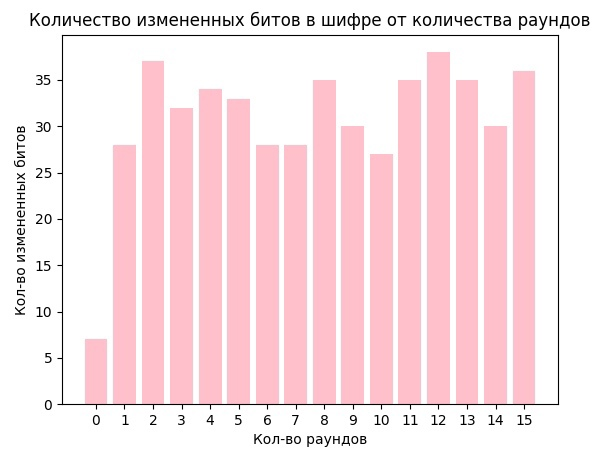 Количество измененных битов в шифре от количества раундов
Кол-во измененных битов
35
30
25
20
15
10
5
0
0 1 2 3 4 5 6 7 8 9 10 11 12 13 14 15
Кол-во раундов